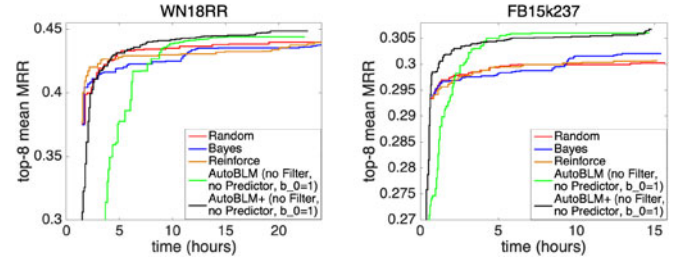 WN18RR
top-8 mean MRR
0.45
0.4
0.35
0.3
Random
Bayes
Reinforce
AutoBLM (no Filter,
no Predictor, b_0=1)
AutoBLM+ (no Filter,
no Predictor, b_0=1)
0 5 10 15 20
time (hours)
FB15k237
top-8 mean MRR
0.305
0.3
0.295
0.29
0.285
0.28
0.275
0.27
Random
Bayes
Reinforce
AutoBLM (no Filter,
no Predictor, b_0=1)
AutoBLM+ (no Filter,
no Predictor, b_0=1)
0 5 10 15
time (hours)